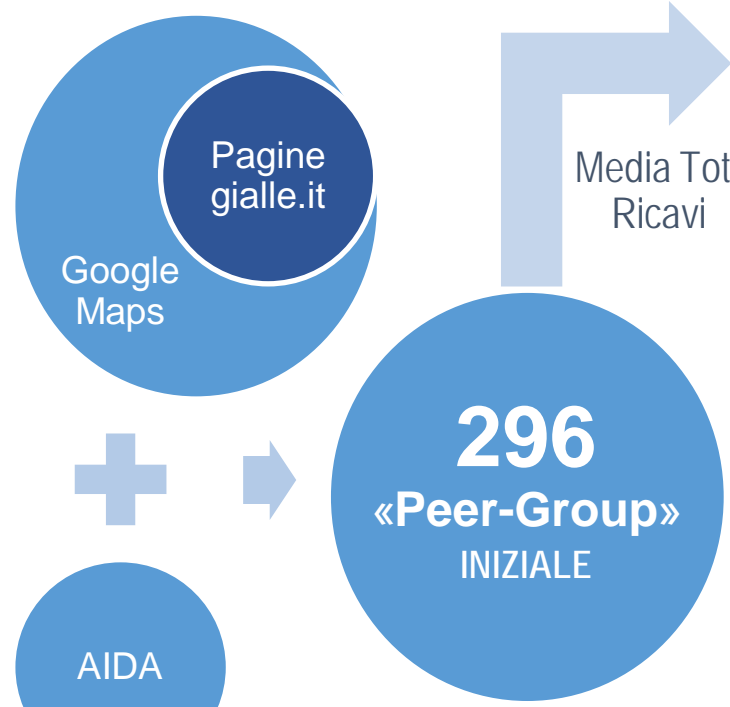 Pagine
gialle.it
Google
Maps
Media Tot
Ricavi
296
«Peer-Group»
INIZIALE
AIDA